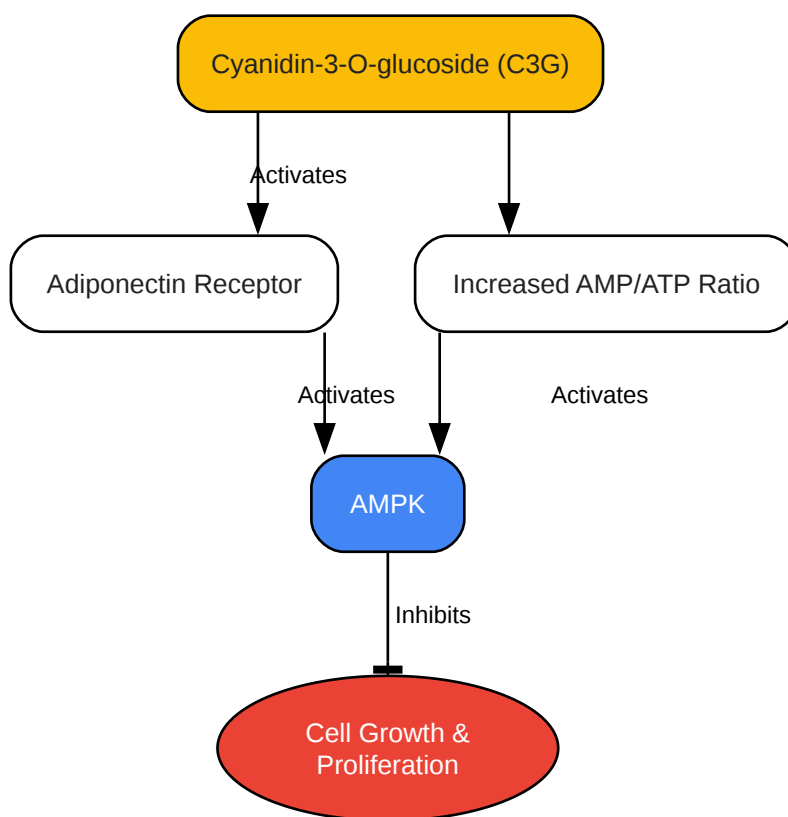 Cyanidin-3-O-glucoside (C3G)
Activates
Adiponectin Receptor
Increased AMP/ATP Ratio
Activates
Activates
AMPK
Inhibits
Cell Growth &
Proliferation